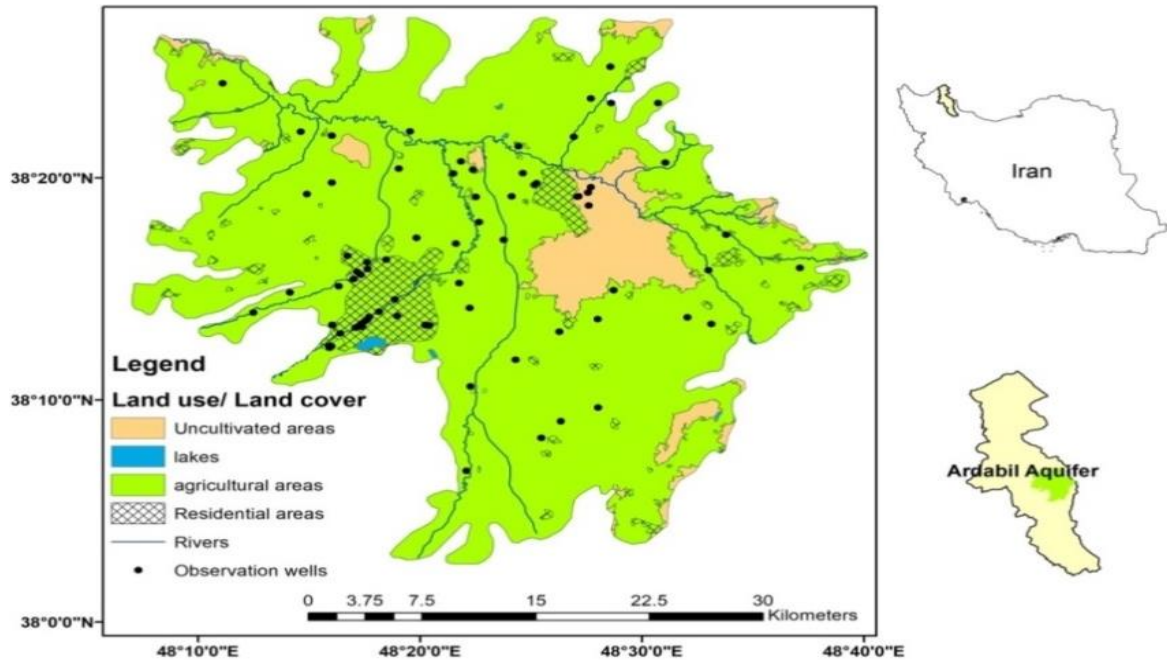 38°20'0"N
38°10'0"N
38°0'0"N
Legend
Land use/ Land cover
Uncultivated areas
lakes
agricultural areas
Residential areas
Rivers
Observation wells
0 3.75 7.5 15 22.5 30
Kilometers
48°10'0"E 48°20'0"E 48°30'0"E 48°40'0"E
Iran
Ardabil Aquifer